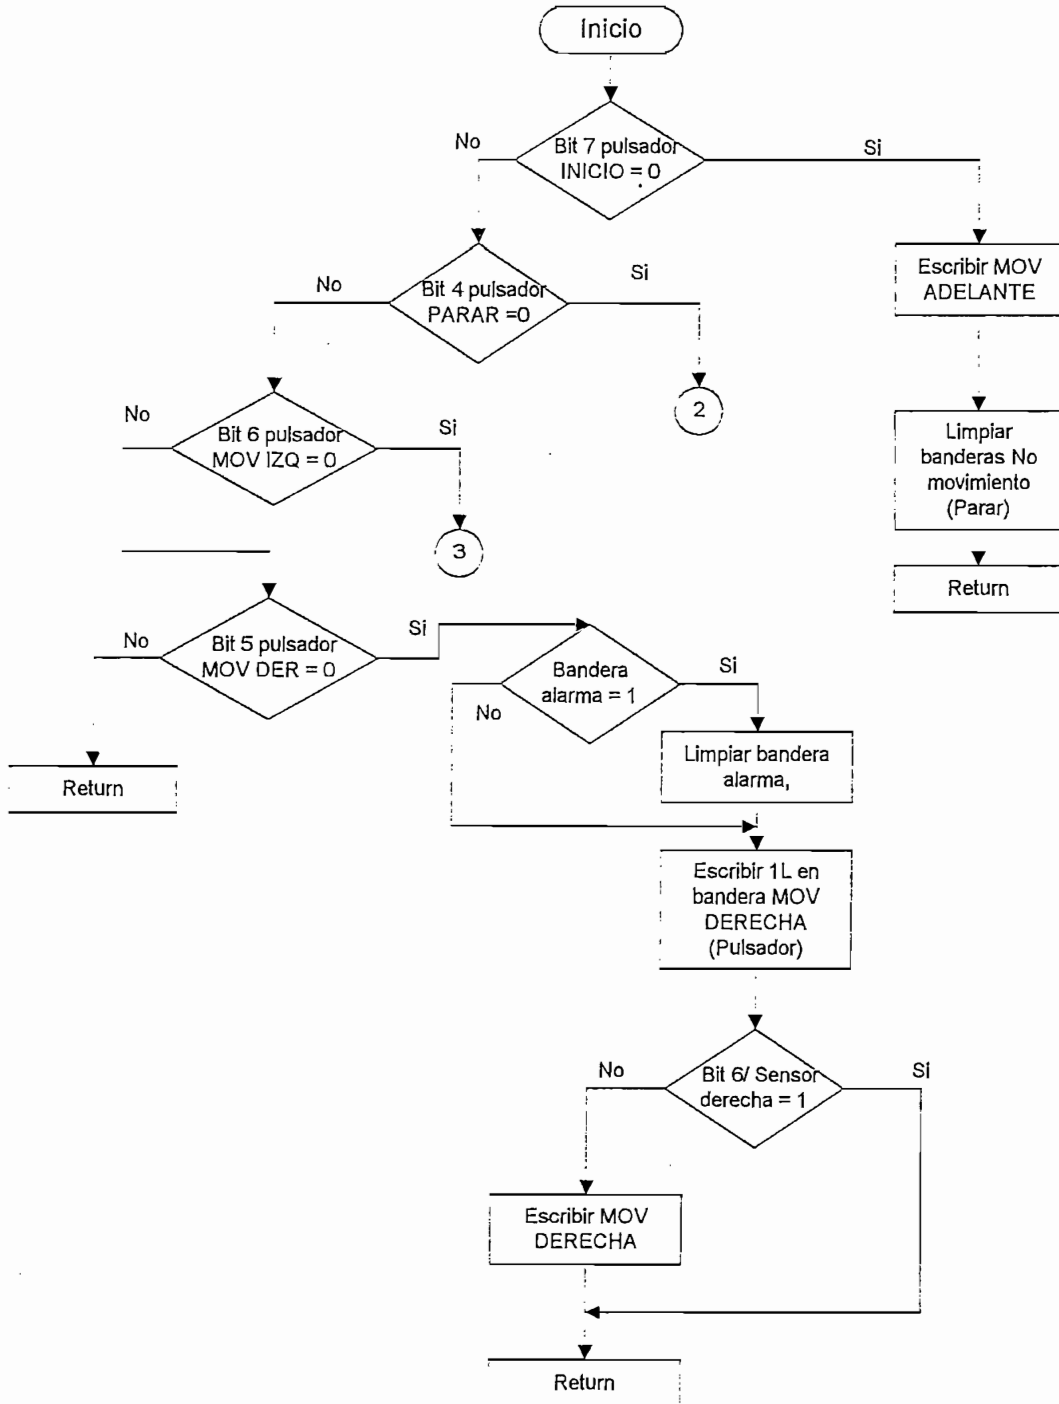 Inicio
Bit 7 pulsador
INICIO = 0
No
Si
Bit 4 pulsador
PARAR =0
No
Si
Escribir MOV
ADELANTE
2
Bit 6 pulsador
MOV IZQ = 0
No
Si
Limpiar
banderas No
movimiento
(Parar)
3
Return
Bit 5 pulsador
MOV DER = 0
No
Si
Bandera
alarma = 1
No
Si
Return
Limpiar bandera
alarma,
Escribir 1L en
bandera MOV
DERECHA
(Pulsador)
Bit 6/ Sensor
derecha = 1
No
Si
Escribir MOV
DERECHA
Return